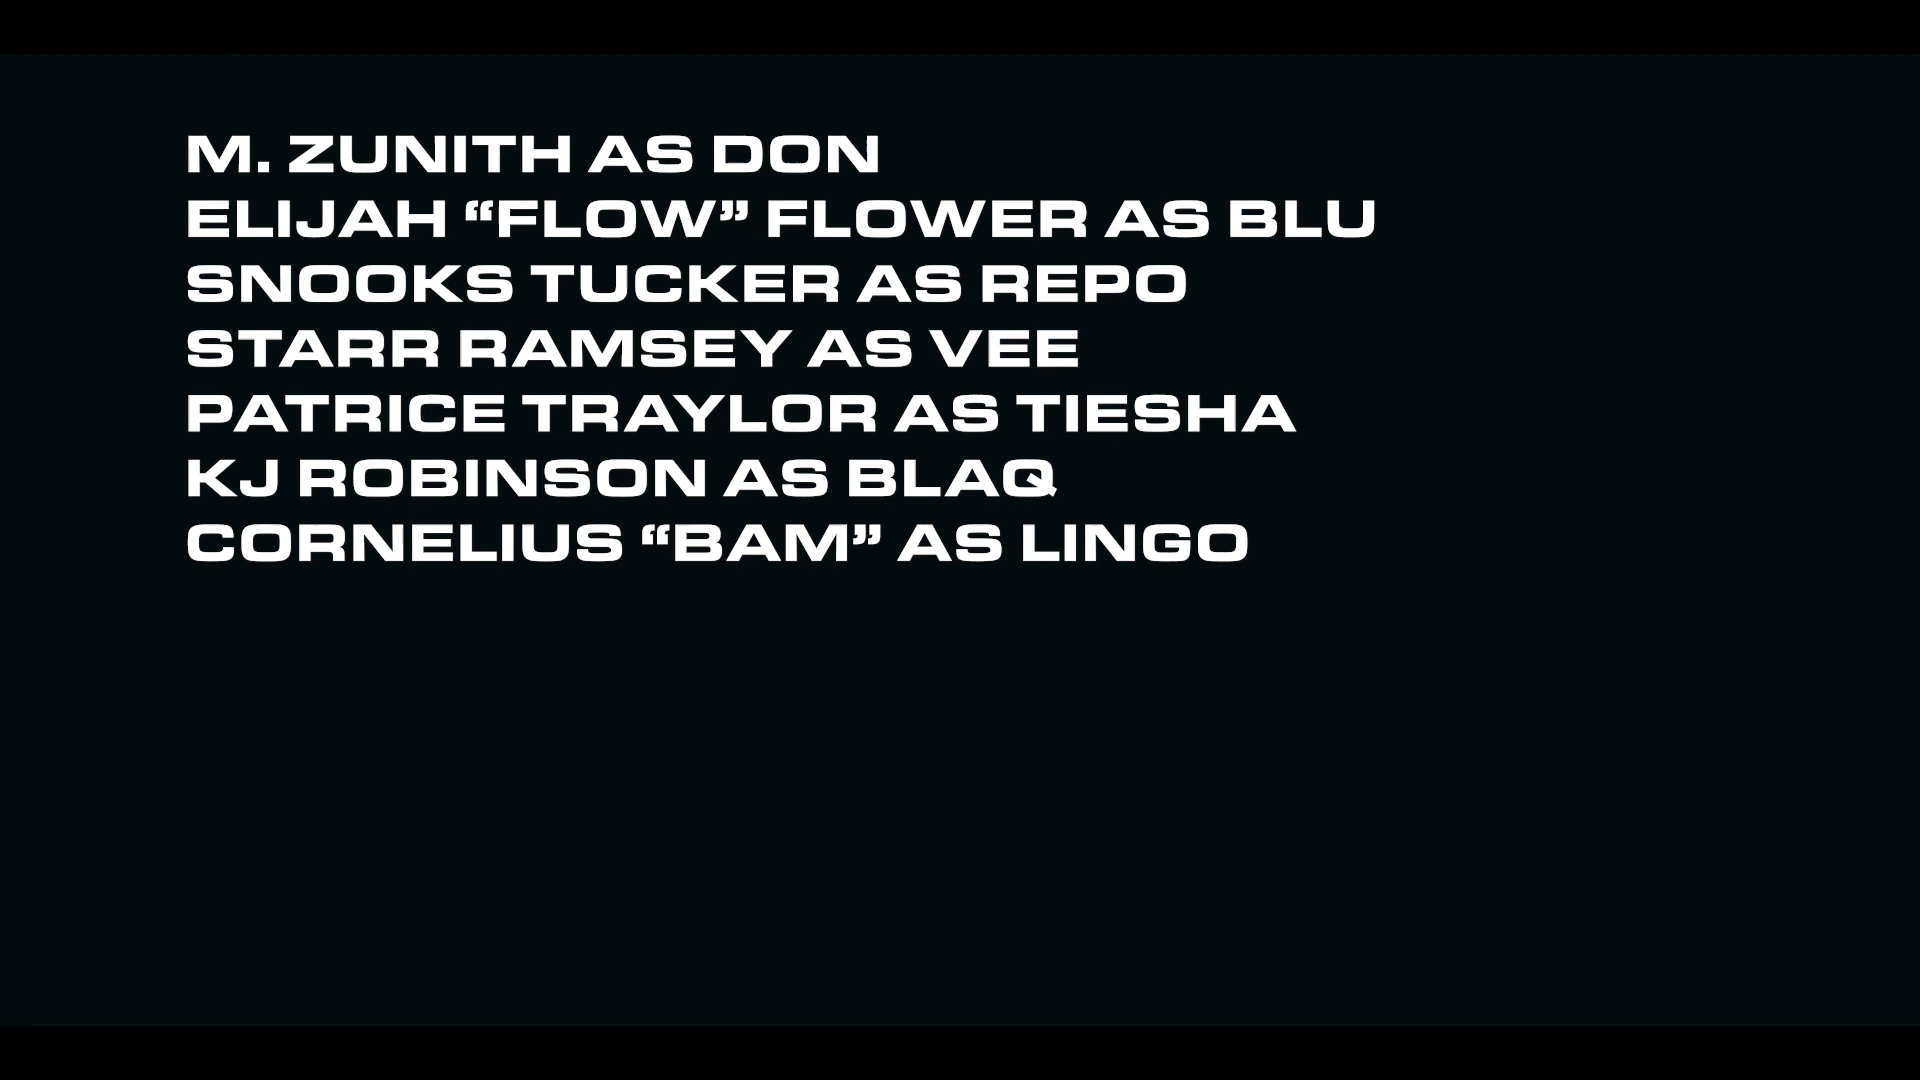 M. ZUNITH AS DON
ELIJAH “FLOW” FLOWER AS BLU
SNOOKS TUCKER AS REPO
STARR RAMSEY AS VEE
PATRICE TRAYLOR AS TIESHA
KJ ROBINSON AS BLAQ
CORNELIUS “BAM” AS LINGO